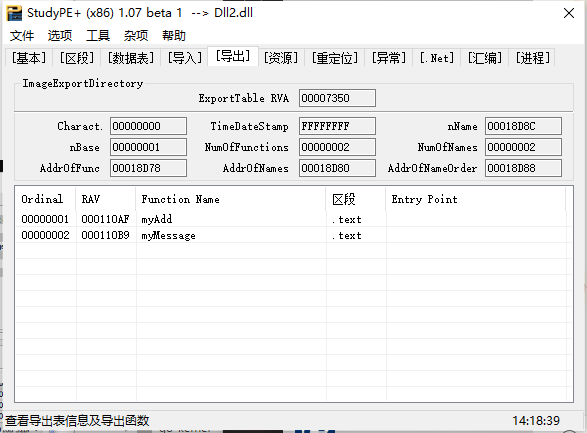 StudyPE+ (x86) 1.07 beta 1 --> Dll2.dll
文件 选项 工具 杂项 帮助
[基本] [区段] [数据表] [导入] [导出] [资源] [重定位] [异常] [.Net] [汇编] [进程]
ImageExportDirectory
ExportTable RVA 00007350
Charact. 00000000 TimeDateStamp FFFFFFFF nName 00018D8C
nBase 00000001 NumOfFunctions 00000002 NumOfNames 00000002
AddrOfFunc 00018D78 AddrOfNames 00018D80 AddrOfNameOrder 00018D88
Ordinal RAV Function Name 区段 Entry Point
00000001 000110AF myAdd .text
00000002 000110B9 myMessage .text
查看导出表信息及导出函数 14:18:39